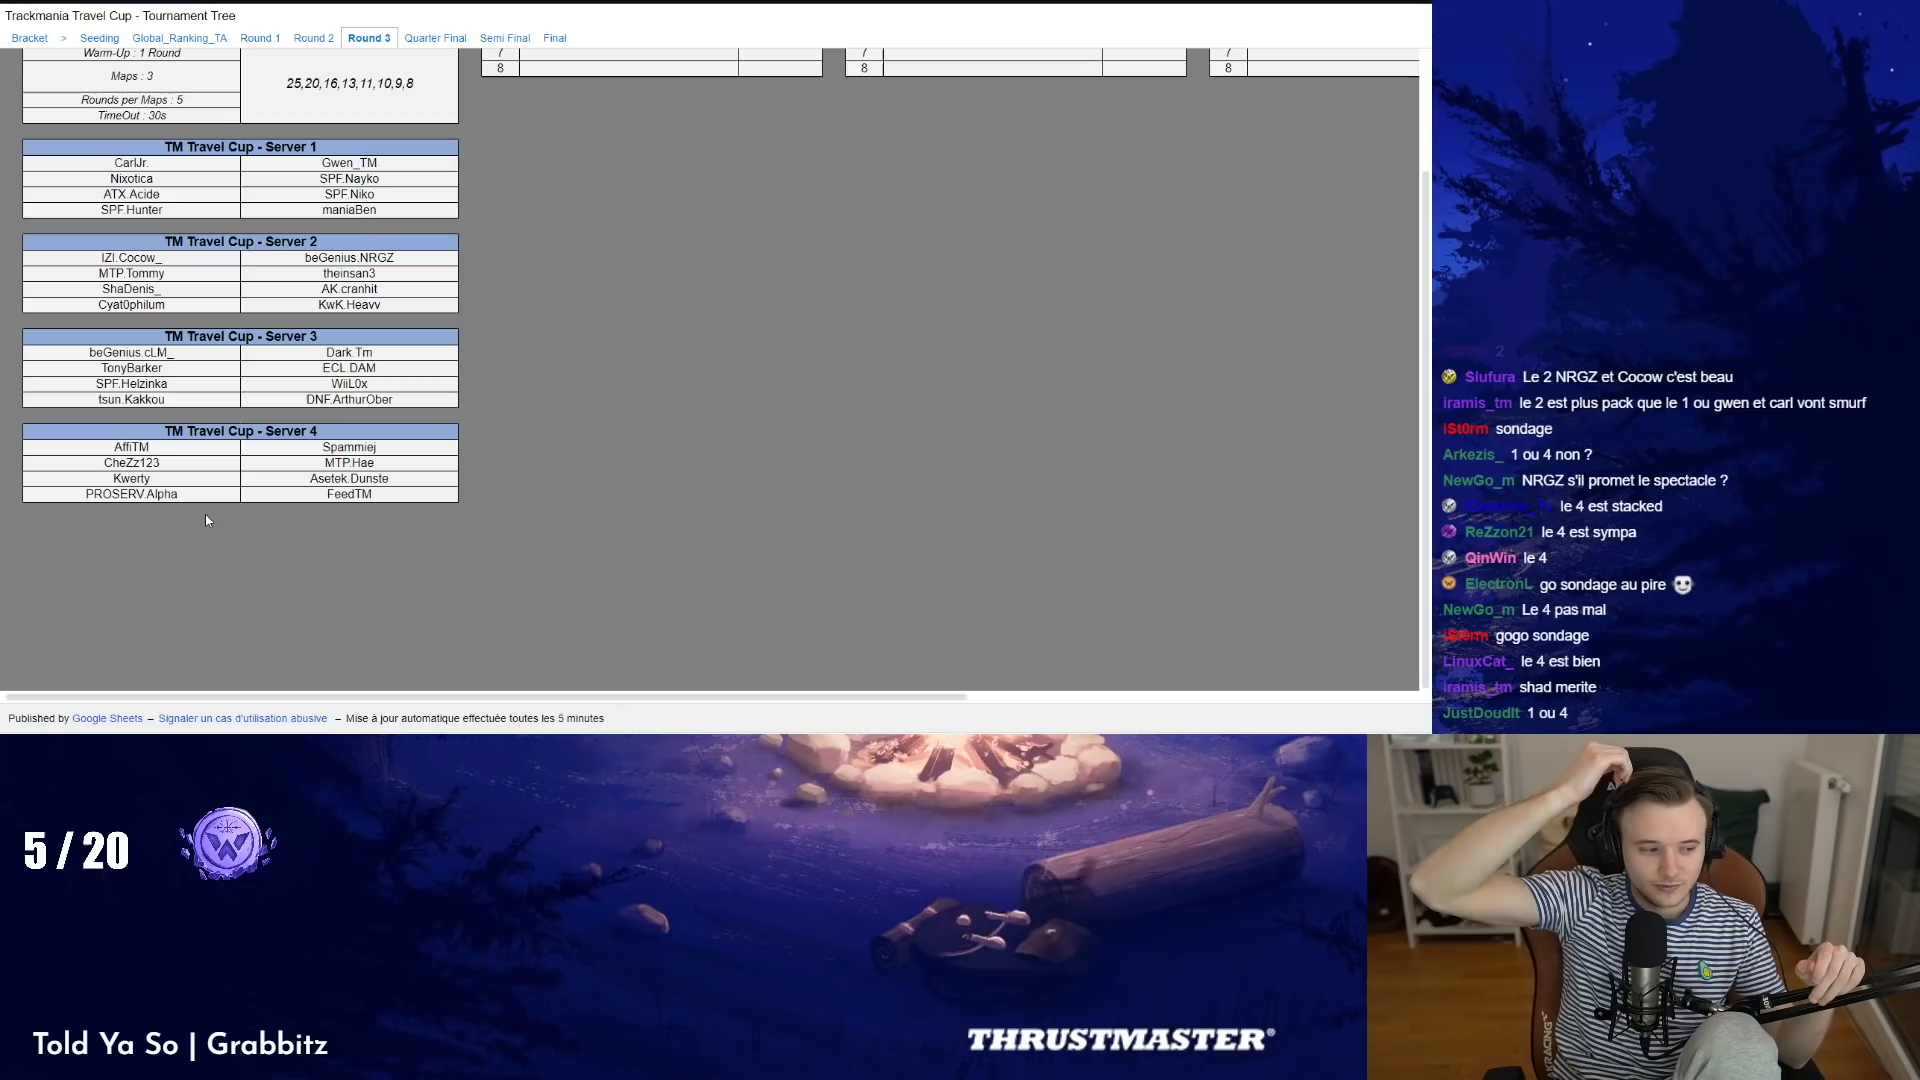 Trackmania Travel Cup - Tournament Tree
Bracket > Seeding Global_Ranking_TA Round 1 Round 2 Round 3 Quarter Final Semi Final Final
Warm-Up : 1 Round
Maps : 3
Rounds per Maps : 5
TimeOut : 30s
25,20,16,13,11,10,9,8
7 7 7
8 8 8
TM Travel Cup - Server 1
CarlJr. Gwen_TM
Nixotica SPF.Nayko
ATX.Acide SPF.Niko
SPF.Hunter maniaBen
TM Travel Cup - Server 2
IZI.Cocow_ beGenius.NRGZ
MTP.Tommy theinsan3
ShaDenis_ AK.cranhit
Cyat0philum KwK.Heavv
TM Travel Cup - Server 3
beGenius.cLM_ Dark.Tm
TonyBarker ECL.DAM
SPF.Helzinka WiiL0x
tsun.Kakkou DNF.ArthurOber
TM Travel Cup - Server 4
AffiTM Spammiej
CheZz123 MTP.Hae
Kwerty Asetek.Dunste
PROSERV.Alpha FeedTM
Published by Google Sheets – Signaler un cas d'utilisation abusive – Mise à jour automatique effectuée toutes les 5 minutes
2
Slufura Le 2 NRGZ et Cocow c'est beau
iramis_tm le 2 est plus pack que le 1 ou gwen et carl vont smurf
iSt0rm sondage
Arkezis_ 1 ou 4 non ?
NewGo_m NRGZ s'il promet le spectacle ?
le 4 est stacked
ReZzon21 le 4 est sympa
QinWin le 4
ElectronL go sondage au pire
NewGo_m Le 4 pas mal
iSt0rm gogo sondage
LinuxCat_ le 4 est bien
iramis_tm shad merite
JustDoudit 1 ou 4
5 / 20
Told Ya So | Grabbitz
THRUSTMASTER®
AKRACING